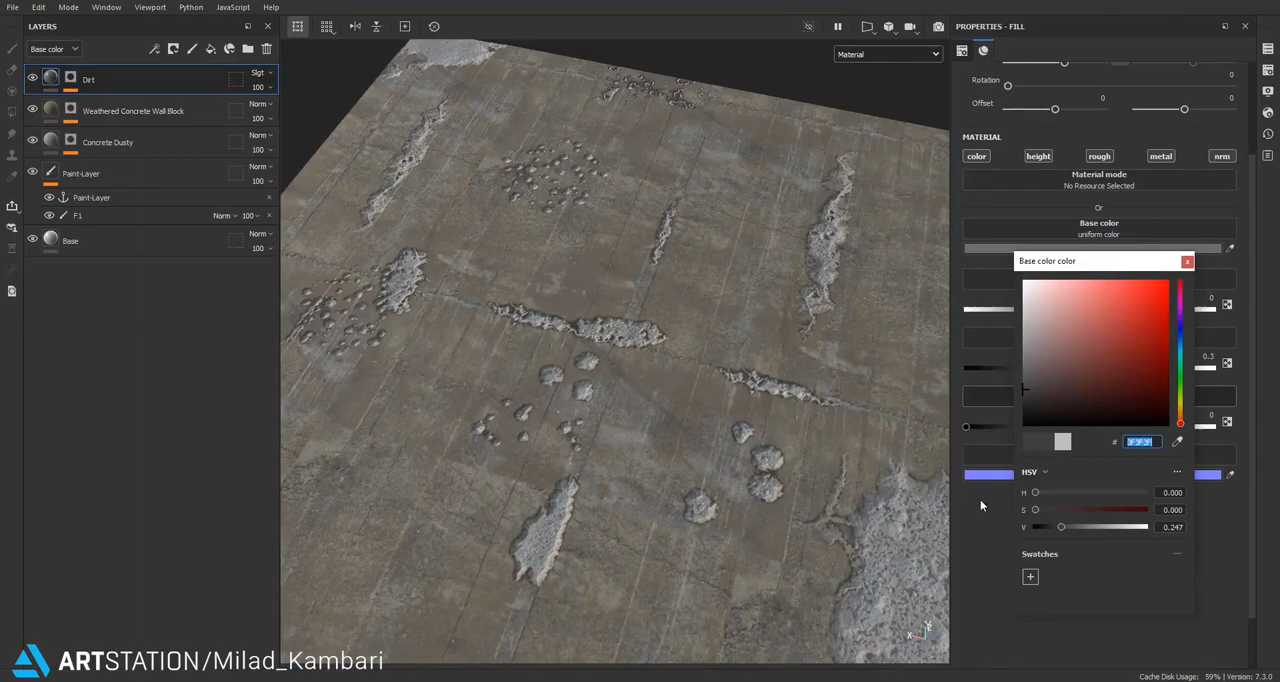 File Edit Mode Window Viewport Python JavaScript Help
LAYERS
PROPERTIES - FILL
Base color
Material
Dirt
Slgt
100
Weathered Concrete Wall Block
Norm
100
Concrete Dusty
Norm
100
Paint-Layer
Norm
100
Paint-Layer
F1
Norm 100
Base
Norm
100
Rotation
0
Offset
0
0
MATERIAL
color height rough metal nrm
Material mode
No Resource Selected
Or
Base color
uniform color
Base color color
0
0.3
0
# 3F3F3F
HSV
H 0.000
S 0.000
V 0.247
Swatches
X Y
ARTSTATION/Milad_Kambari
Cache Disk Usage: 59% | Version: 7.3.0